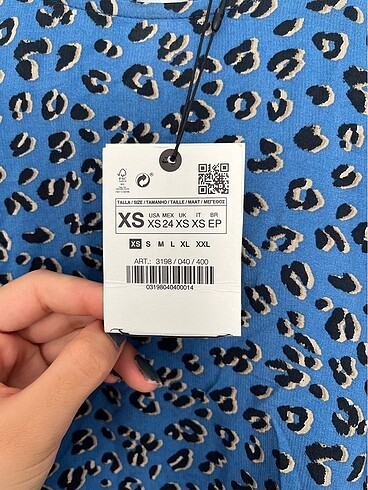 FSC
TALLA / SIZE / TAMANHO / TAILLE / MAAT / ΜΕΓΕΘΟΣ
XS
USA MEX UK IT BR
XS 24 XS XS EP
XS S M L XL XXL
ART.: 3198 / 040 / 400
03198040400014